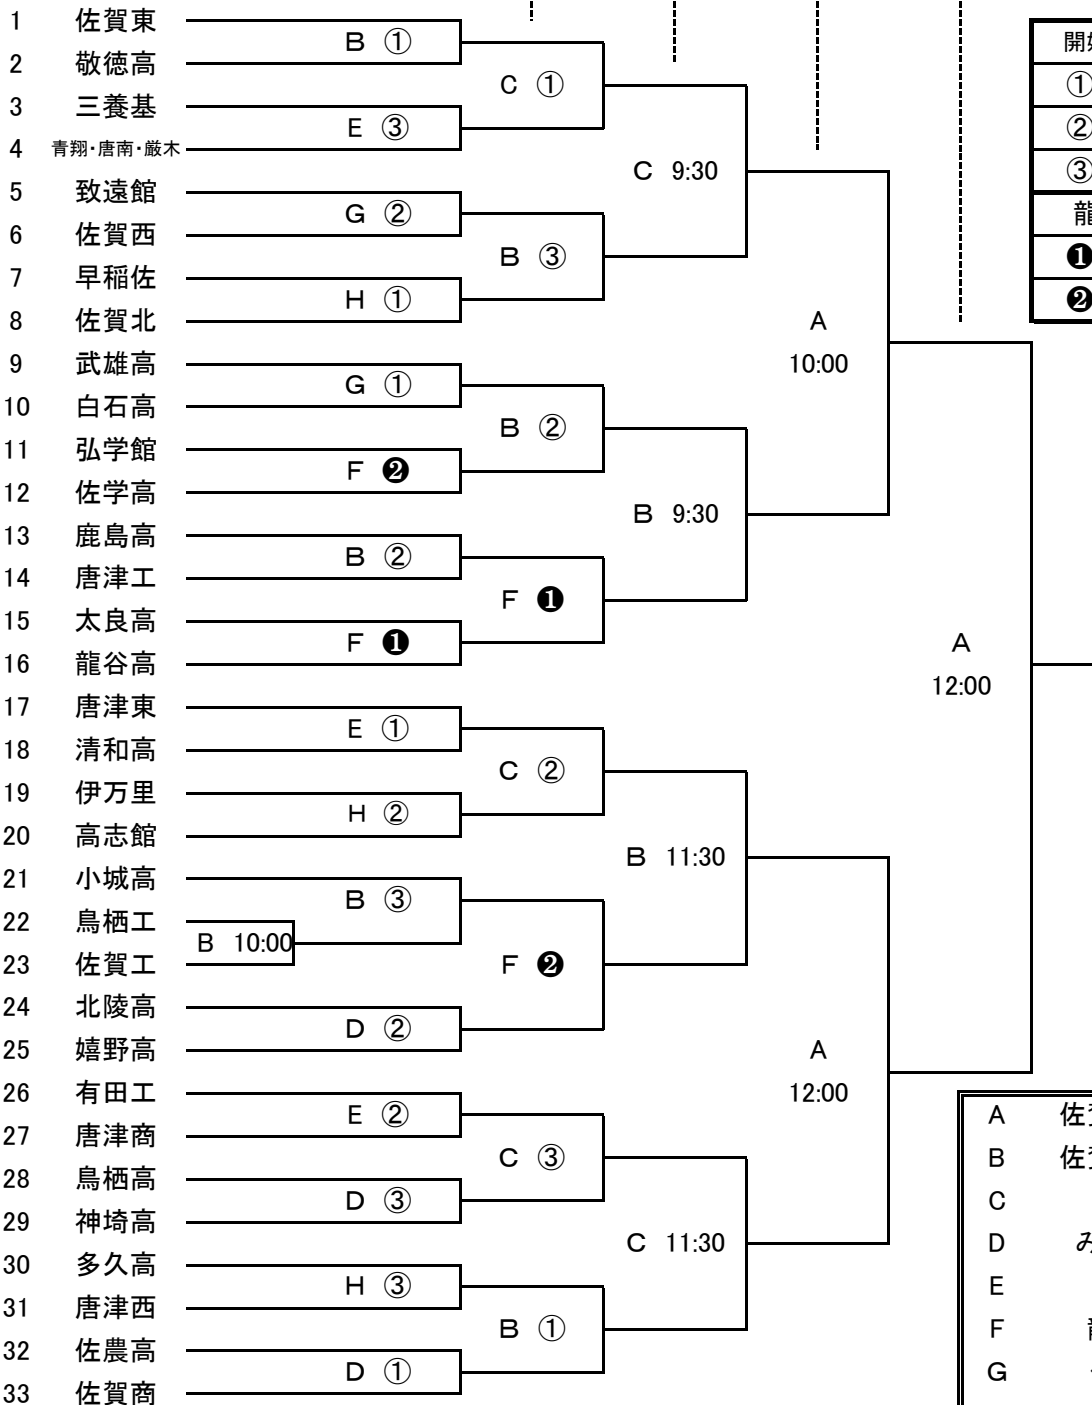 1 佐賀東
B ①
2 敬徳高
C ①
3 三養基
E ③
4 青翔・唐南・厳木
C 9:30
5 致遠館
G ②
6 佐賀西
B ③
7 早稲佐
H ①
8 佐賀北
A
10:00
9 武雄高
G ①
10 白石高
B ②
11 弘学館
F ❷
12 佐学高
B 9:30
13 鹿島高
B ②
14 唐津工
F ❶
15 太良高
F ❶
16 龍谷高
A
12:00
17 唐津東
E ①
18 清和高
C ②
19 伊万里
H ②
20 高志館
B 11:30
21 小城高
B ③
22 鳥栖工
B 10:00
23 佐賀工
F ❷
24 北陵高
D ②
25 嬉野高
A
12:00
26 有田工
E ②
27 唐津商
C ③
28 鳥栖高
D ③
29 神埼高
C 11:30
30 多久高
H ③
31 唐津西
B ①
32 佐農高
D ①
33 佐賀商
①
②
③
龍
❶
❷
A 佐
B 佐
C
D み
E
F
G